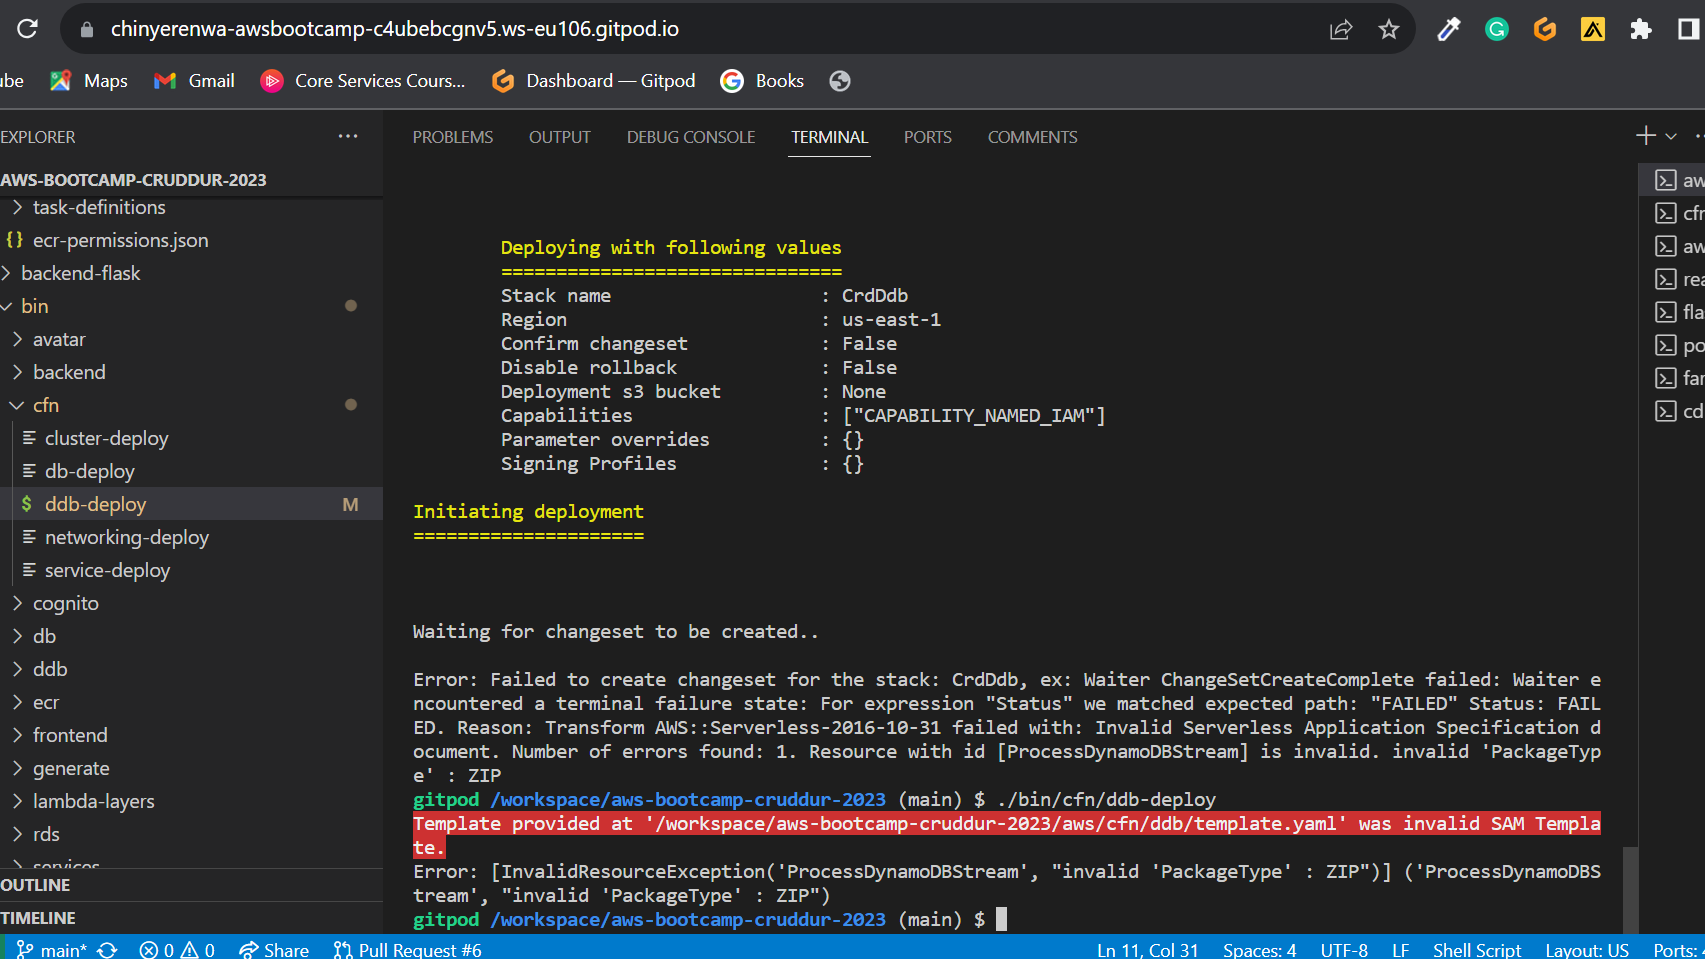 chinyerenwa-awsbootcamp-c4ubebcgnv5.ws-eu106.gitpod.io
be Maps Gmail Core Services Cours... Dashboard — Gitpod Books
EXPLORER
AWS-BOOTCAMP-CRUDDUR-2023
task-definitions
ecr-permissions.json
backend-flask
bin
avatar
backend
cfn
cluster-deploy
db-deploy
ddb-deploy M
networking-deploy
service-deploy
cognito
db
ddb
ecr
frontend
generate
lambda-layers
rds
services
OUTLINE
TIMELINE
PROBLEMS OUTPUT DEBUG CONSOLE TERMINAL PORTS COMMENTS
Deploying with following values
===============================
Stack name : CrdDdb
Region : us-east-1
Confirm changeset : False
Disable rollback : False
Deployment s3 bucket : None
Capabilities : ["CAPABILITY_NAMED_IAM"]
Parameter overrides : {}
Signing Profiles : {}
Initiating deployment
=====================
Waiting for changeset to be created..
Error: Failed to create changeset for the stack: CrdDdb, ex: Waiter ChangeSetCreateComplete failed: Waiter e
ncountered a terminal failure state: For expression "Status" we matched expected path: "FAILED" Status: FAIL
ED. Reason: Transform AWS::Serverless-2016-10-31 failed with: Invalid Serverless Application Specification d
ocument. Number of errors found: 1. Resource with id [ProcessDynamoDBStream] is invalid. invalid 'PackageTyp
e' : ZIP
gitpod /workspace/aws-bootcamp-cruddur-2023 (main) $ ./bin/cfn/ddb-deploy
Template provided at '/workspace/aws-bootcamp-cruddur-2023/aws/cfn/ddb/template.yaml' was invalid SAM Templa
te.
Error: [InvalidResourceException('ProcessDynamoDBStream', "invalid 'PackageType' : ZIP")] ('ProcessDynamoDBS
tream', "invalid 'PackageType' : ZIP")
gitpod /workspace/aws-bootcamp-cruddur-2023 (main) $
aw
cfn
aw
rea
fla
po
far
cd
main* 0 0 Share Pull Request #6 Ln 11, Col 31 Spaces: 4 UTF-8 LF Shell Script Layout: US Ports: